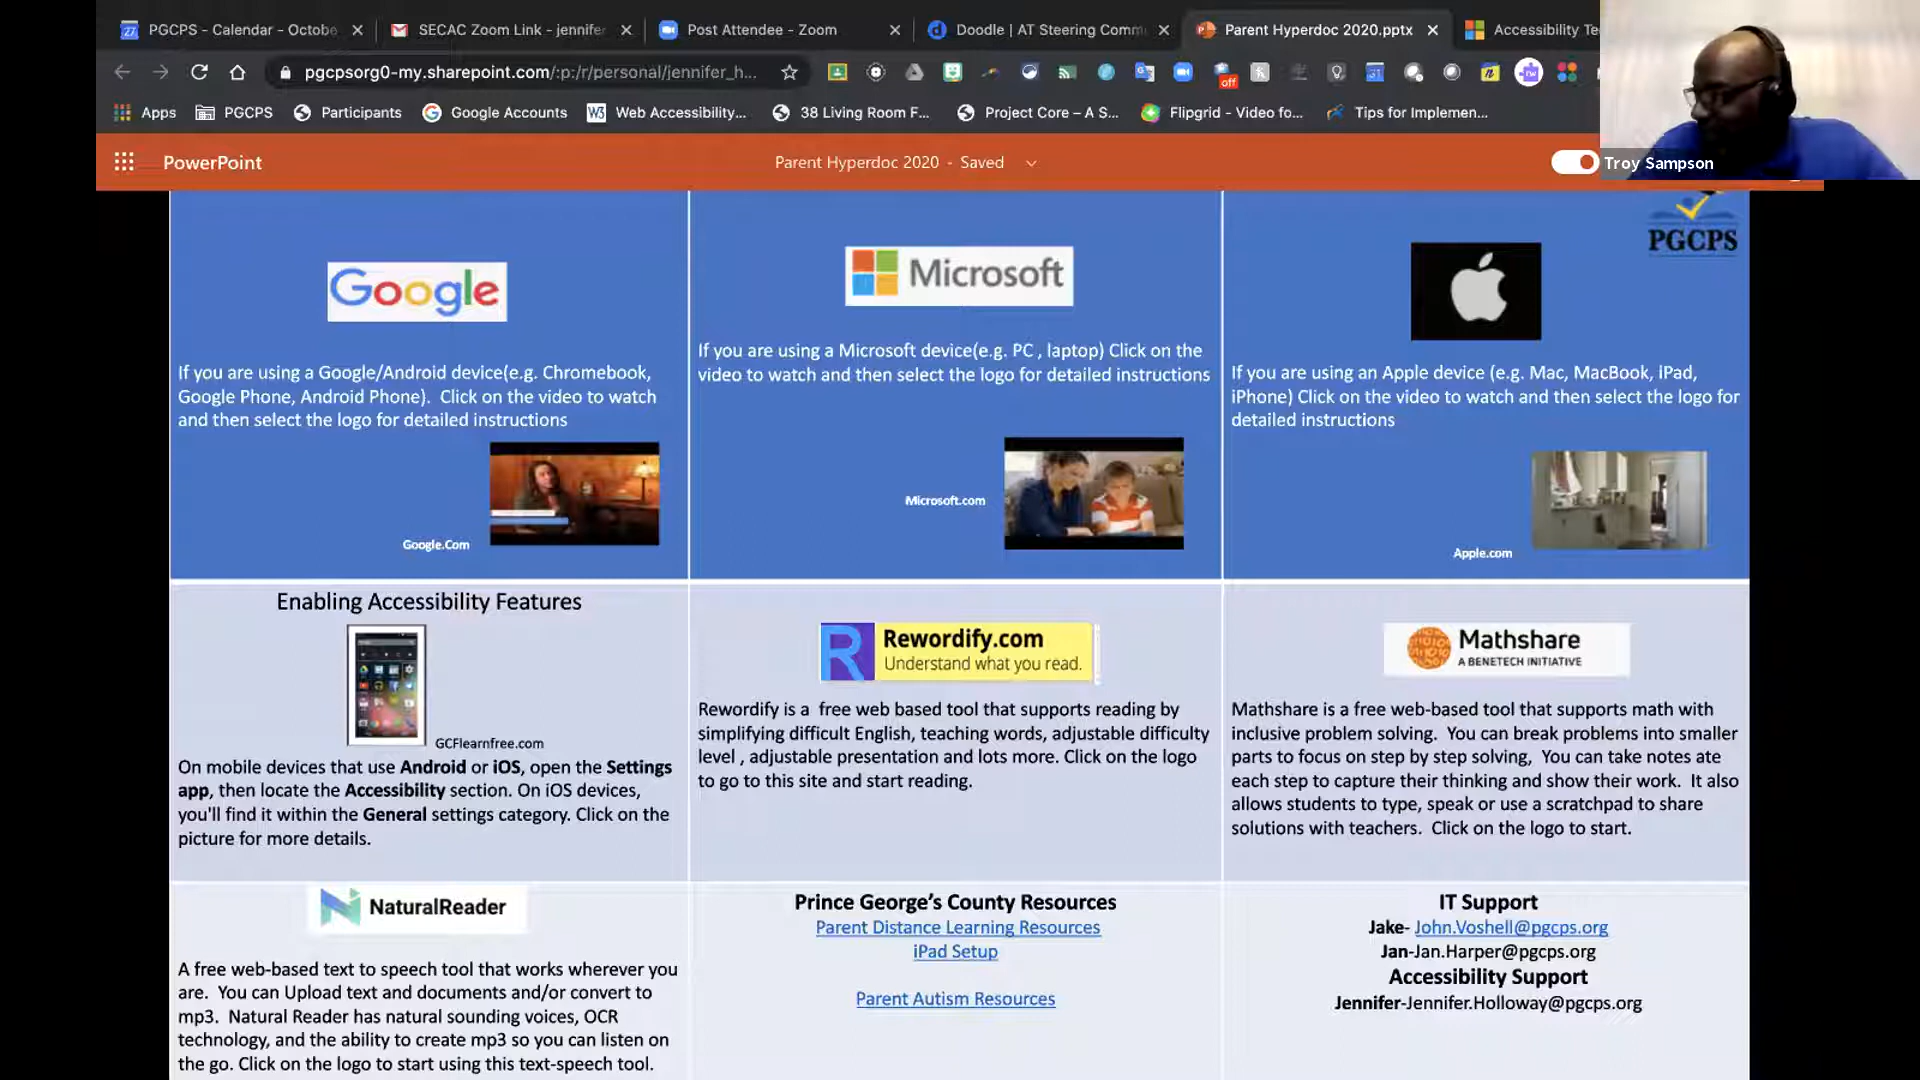 PGCPS - Calendar - Octobe
SECAC Zoom Link - jennifer
Post Attendee - Zoom
Doodle | AT Steering Comm
Parent Hyperdoc 2020.pptx
Accessibility Te
pgcpsorg0-my.sharepoint.com/:p:/r/personal/jennifer_h...
off
Apps
PGCPS
Participants
Google Accounts
Web Accessibility...
38 Living Room F...
Project Core – A S...
Flipgrid - Video fo...
Tips for Implemen...
PowerPoint
Parent Hyperdoc 2020 - Saved
Troy Sampson
PGCPS
Google
If you are using a Google/Android device(e.g. Chromebook,
Google Phone, Android Phone). Click on the video to watch
and then select the logo for detailed instructions
Google.Com
Microsoft
If you are using a Microsoft device(e.g. PC , laptop) Click on the
video to watch and then select the logo for detailed instructions
Microsoft.com
If you are using an Apple device (e.g. Mac, MacBook, iPad,
iPhone) Click on the video to watch and then select the logo for
detailed instructions
Apple.com
Enabling Accessibility Features
GCFlearnfree.com
On mobile devices that use Android or iOS, open the Settings
app, then locate the Accessibility section. On iOS devices,
you'll find it within the General settings category. Click on the
picture for more details.
R Rewordify.com
Understand what you read.
Rewordify is a free web based tool that supports reading by
simplifying difficult English, teaching words, adjustable difficulty
level , adjustable presentation and lots more. Click on the logo
to go to this site and start reading.
Mathshare
A BENETECH INITIATIVE
Mathshare is a free web-based tool that supports math with
inclusive problem solving. You can break problems into smaller
parts to focus on step by step solving, You can take notes ate
each step to capture their thinking and show their work. It also
allows students to type, speak or use a scratchpad to share
solutions with teachers. Click on the logo to start.
NaturalReader
A free web-based text to speech tool that works wherever you
are. You can Upload text and documents and/or convert to
mp3. Natural Reader has natural sounding voices, OCR
technology, and the ability to create mp3 so you can listen on
the go. Click on the logo to start using this text-speech tool.
Prince George's County Resources
Parent Distance Learning Resources
iPad Setup
Parent Autism Resources
IT Support
Jake- John.Voshell@pgcps.org
Jan-Jan.Harper@pgcps.org
Accessibility Support
Jennifer-Jennifer.Holloway@pgcps.org